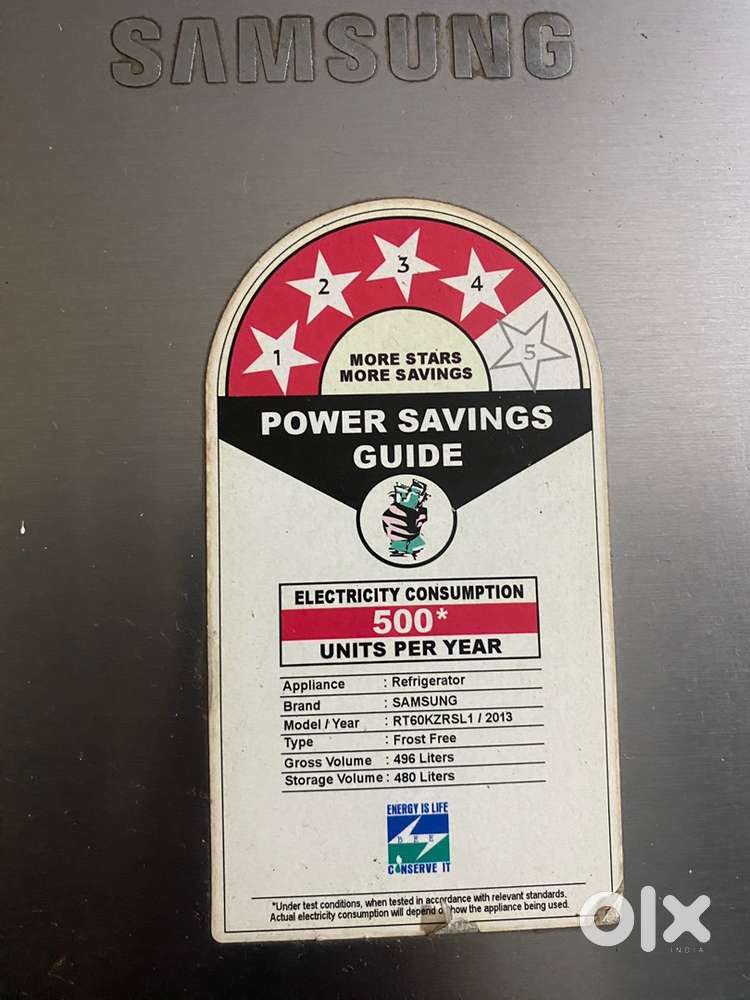 SAMSUNG
1 2 3 4 5
MORE STARS
MORE SAVINGS
POWER SAVINGS
GUIDE
ELECTRICITY CONSUMPTION
500*
UNITS PER YEAR
Appliance : Refrigerator
Brand : SAMSUNG
Model / Year : RT60KZRSL1 / 2013
Type : Frost Free
Gross Volume : 496 Liters
Storage Volume : 480 Liters
ENERGY IS LIFE
BEE
CONSERVE IT
*Under test conditions, when tested in accordance with relevant standards.
Actual electricity consumption will depend on how the appliance being used.
olx
INDIA